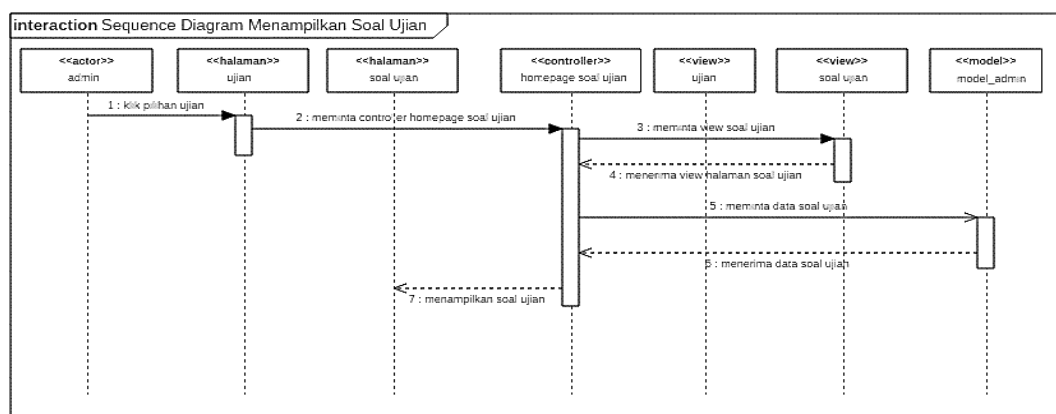 interaction Sequence Diagram Menampilkan Soal Ujian
<<actor>>
admin
<<halaman>>
ujian
<<halaman>>
soal ujian
<<controller>>
homepage soal ujian
<<view>>
ujian
<<view>>
soal ujian
<<model>>
model_admin
1 : klik pilihan ujian
2 : meminta controler homepage soal ujian
3 : meminta view soal ujian
4 : menerima view halaman soal ujian
5 : meminta data soal ujian
6 : menerima data soal ujian
7 : menampilkan soal ujian